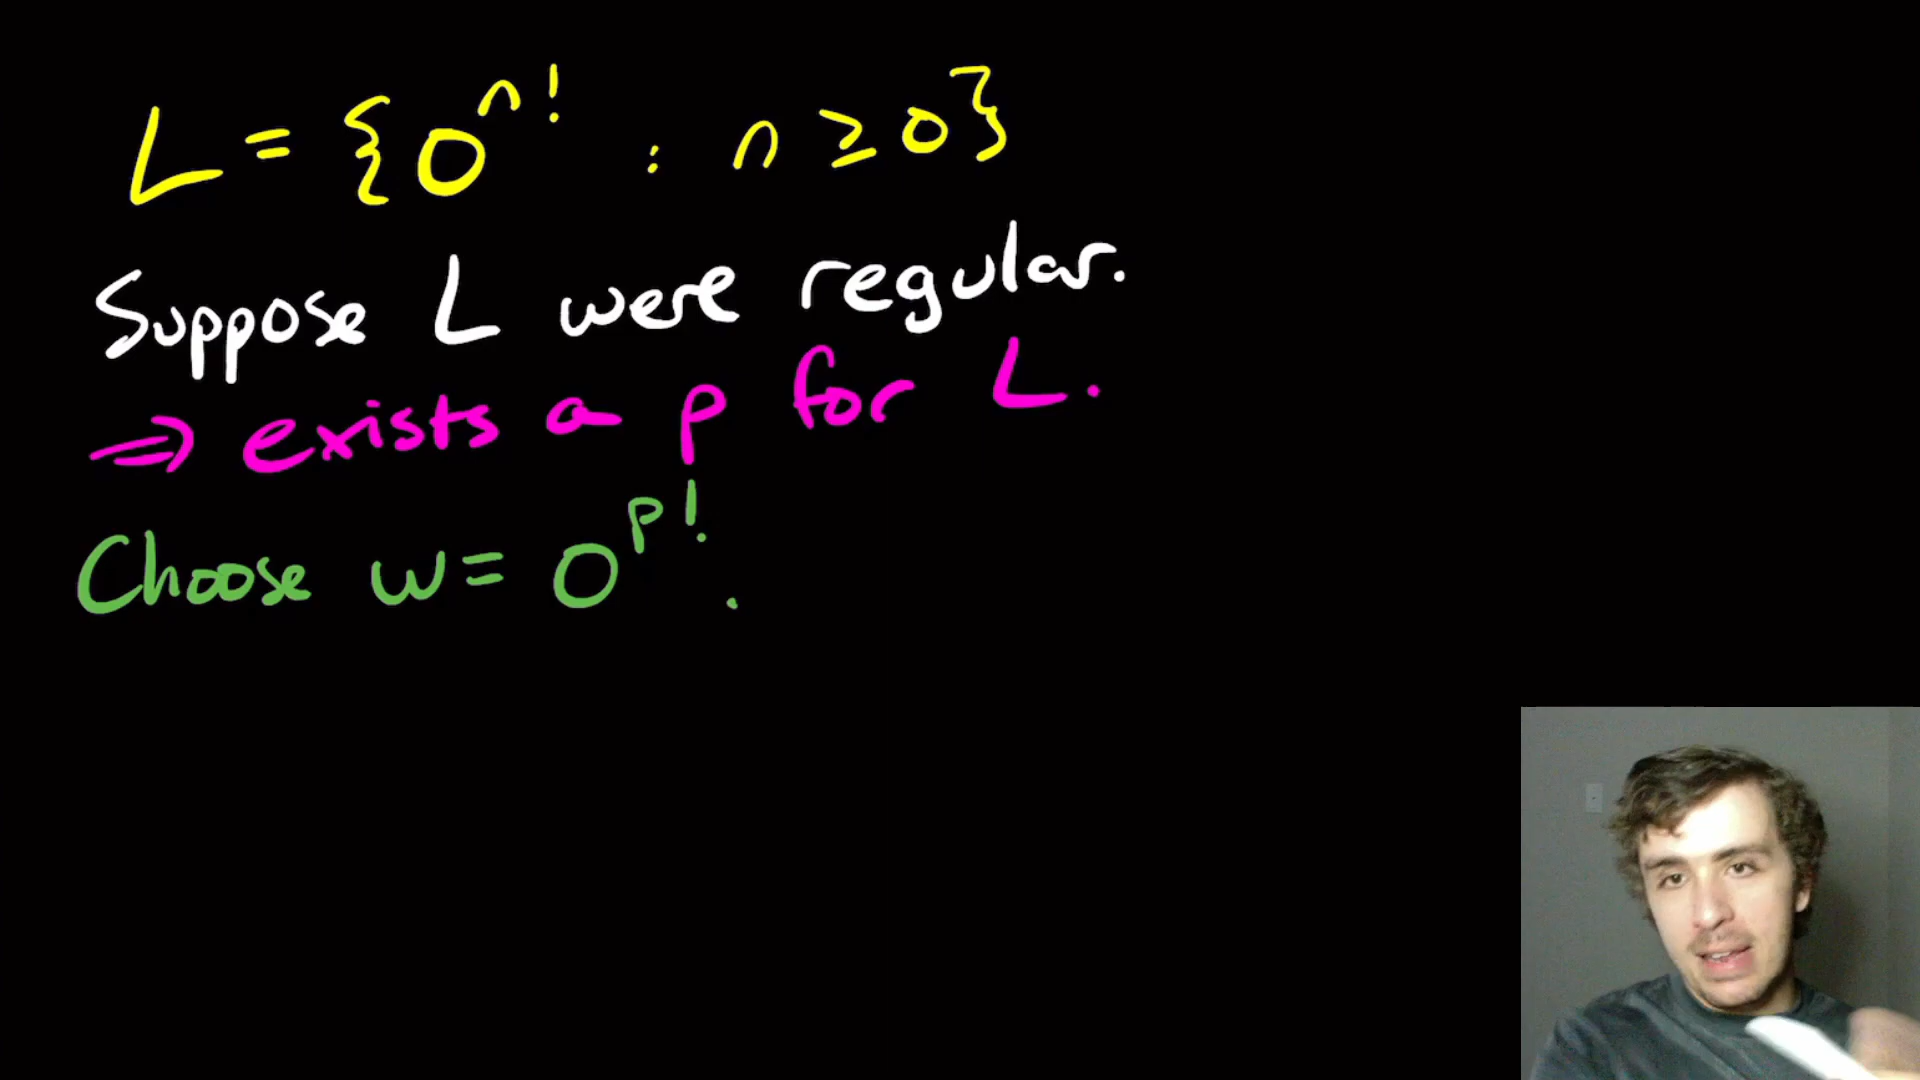 L = {0^n! : n ≥ 0}
Suppose L were regular.
⇒ exists a p for L.
Choose w = 0^p! .